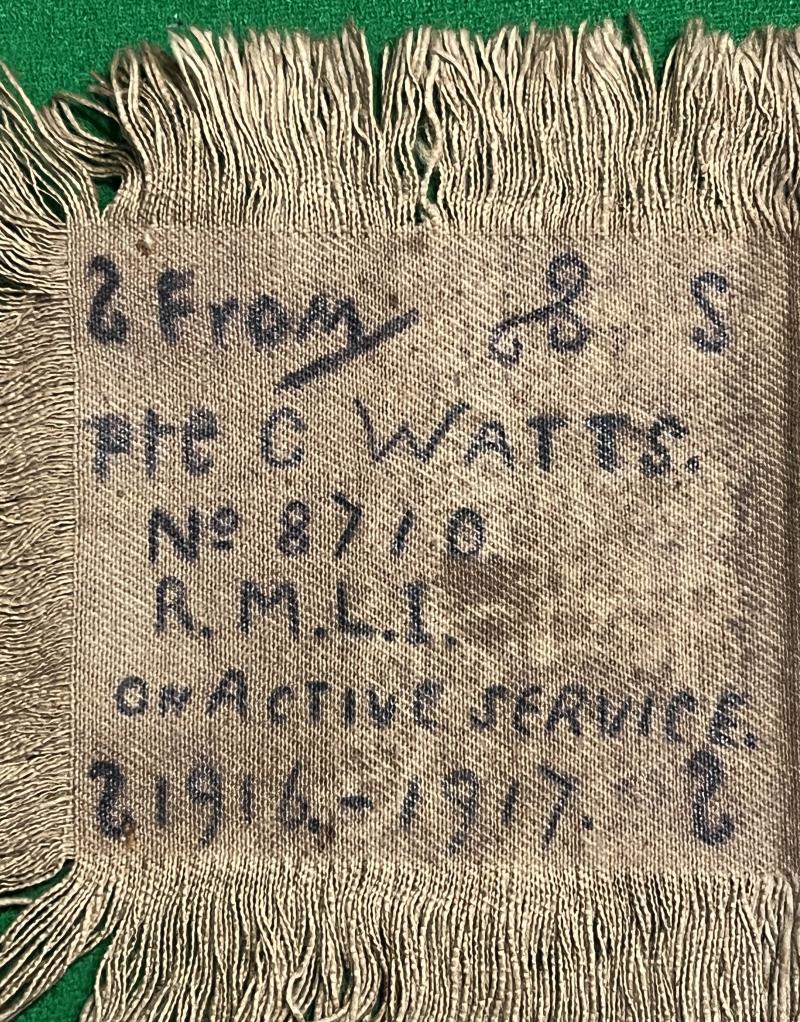 From
Pte C WATTS.
Nº 8710
R.M.L.I.
ON ACTIVE SERVICE.
1916.-1917.